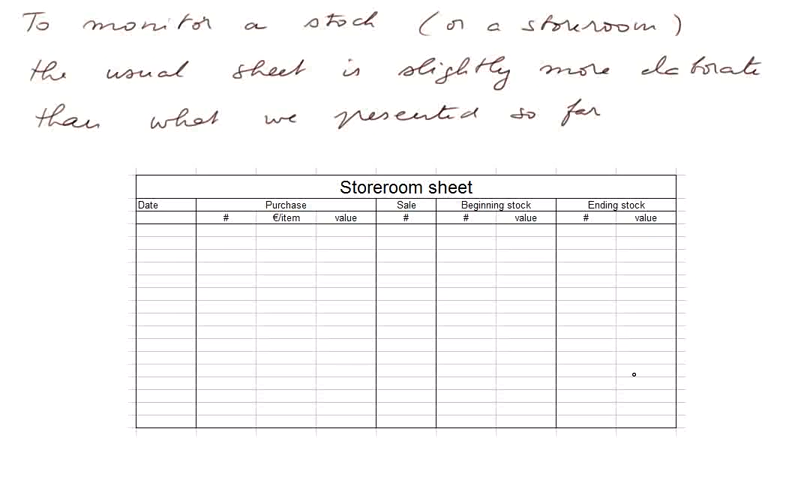 To monitor a stock (or a storeroom)
the usual sheet is slightly more elaborate
than what we presented so far
Storeroom sheet
Date Purchase Sale Beginning stock Ending stock
# €/item value # # value # value